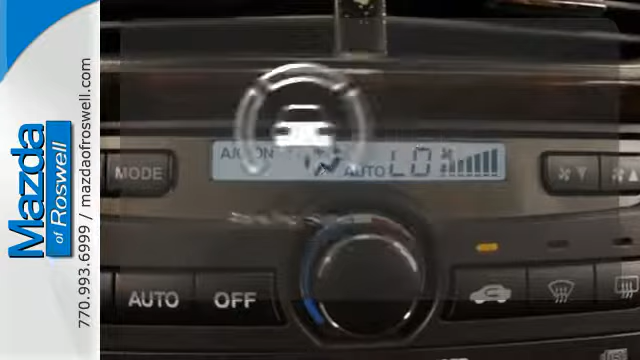 Mazda
of Roswell
770.993.6999 / mazdaofroswell.com
A/C ON
AUTO LO
MODE
AUTO
OFF